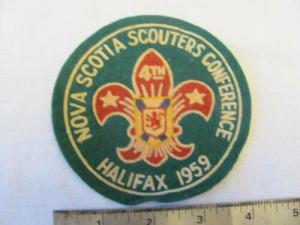 NOVA SCOTIA SCOUTERS CONFERENCE
4TH
HALIFAX 1959
1 2 3 4 5